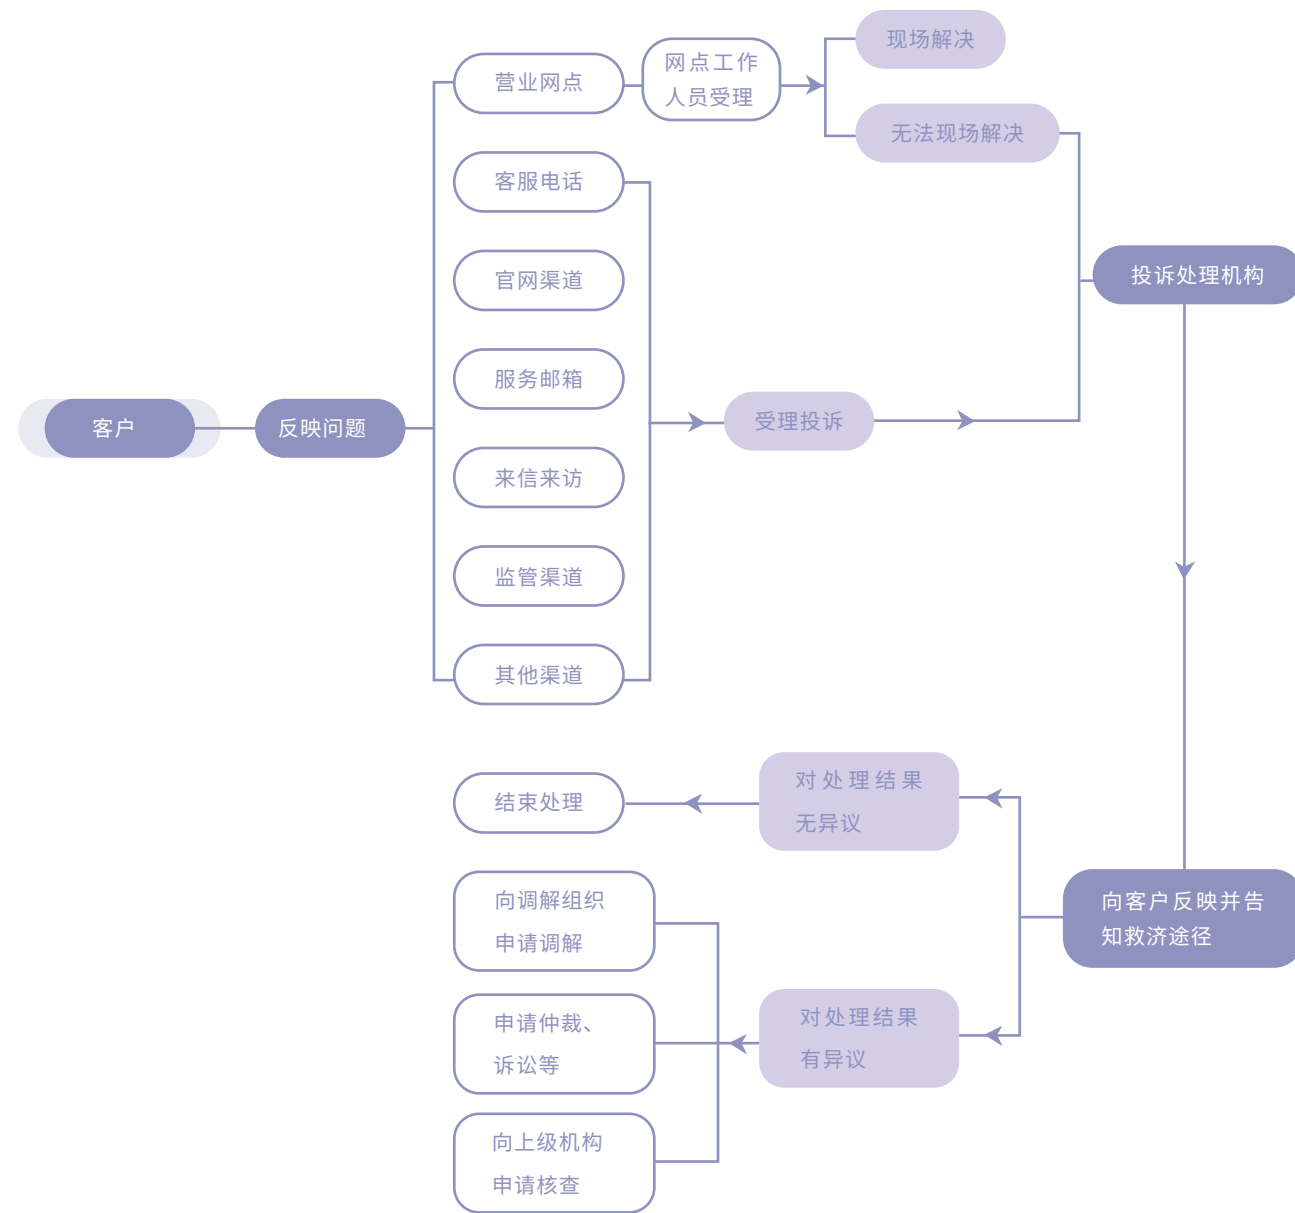 现场解决
营业网点
网点工作
人员受理
无法现场解决
客服电话
官网渠道
投诉处理机构
服务邮箱
客户
反映问题
受理投诉
来信来访
监管渠道
其他渠道
对处理结果
无异议
结束处理
向调解组织
申请调解
向客户反映并告
知救济途径
申请仲裁、
诉讼等
对处理结果
有异议
向上级机构
申请核查